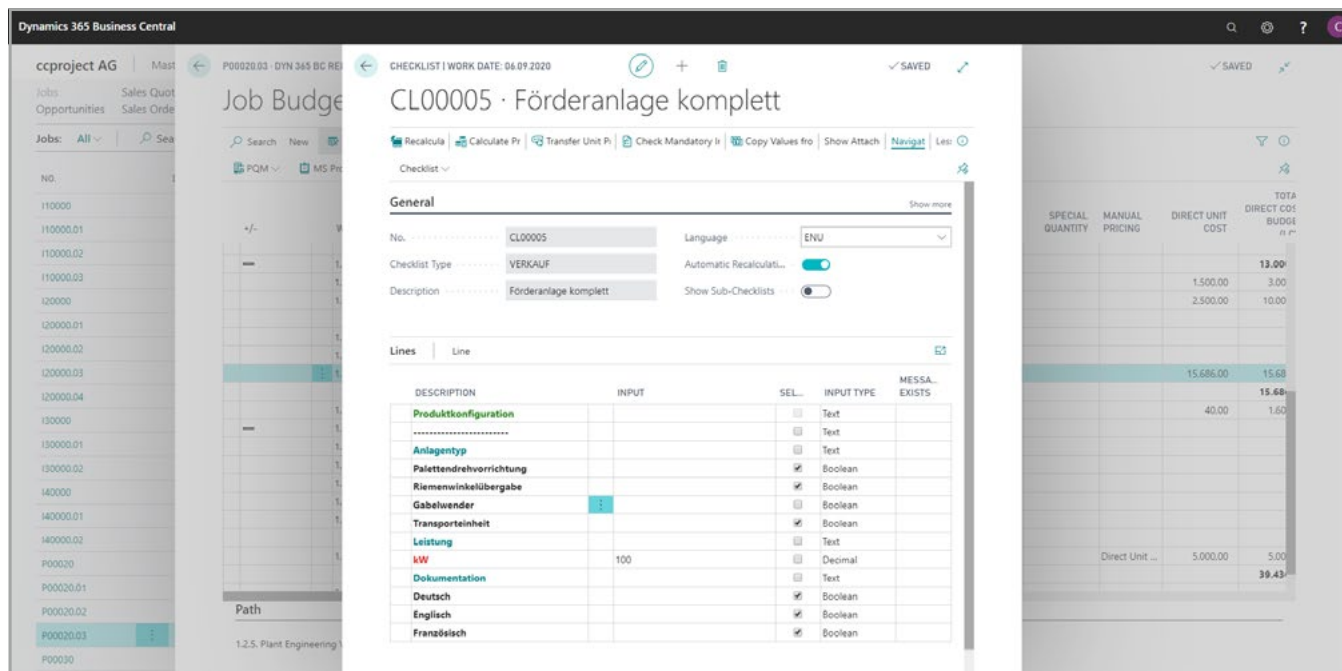 Dynamics 365 Business Central
?
ccproject AG
Mast
Jobs
Sales Quot
Opportunities
Sales Orde
Jobs: All
Sea
NO.
I10000
I10000.01
I10000.02
I10000.03
I20000
I20000.01
I20000.02
I20000.03
I20000.04
I30000
I30000.01
I30000.02
I40000
I40000.01
I40000.02
P00020
P00020.01
P00020.02
P00020.03
P00030
P00020.03 · DYN 365 BC RE
Job Budge
Search
New
PQM
MS Pro
+/-
W
Path
1.2.5. Plant Engineering
CHECKLIST | WORK DATE: 06.09.2020
SAVED
CL00005 · Förderanlage komplett
Recalcula
Calculate Pr
Transfer Unit P
Check Mandatory I
Copy Values fro
Show Attach
Navigat
Les
Checklist
General
Show more
No. CL00005 Language ENU
Checklist Type VERKAUF Automatic Recalculati...
Description Förderanlage komplett Show Sub-Checklists
Lines
Line
DESCRIPTION INPUT SEL... INPUT TYPE MESSA... EXISTS
Produktkonfiguration Text
------------------------ Text
Anlagentyp Text
Palettendrehvorrichtung Boolean
Riemenwinkelübergabe Boolean
Gabelwender Boolean
Transporteinheit Boolean
Leistung Text
kW 100 Decimal
Dokumentation Text
Deutsch Boolean
Englisch Boolean
Französisch Boolean
SAVED
SPECIAL QUANTITY
MANUAL PRICING
DIRECT UNIT COST
TOTA
DIRECT COS
BUDGE
13.00
1.500.00 3.00
2.500.00 10.00
15.686.00 15.68
15.68
40.00 1.60
Direct Unit ... 5.000.00 5.00
39.43